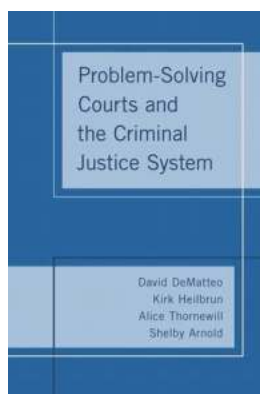 Problem-Solving
Courts and
the Criminal
Justice System
David DeMatteo
Kirk Heilbrun
Alice Thornewill
Shelby Arnold